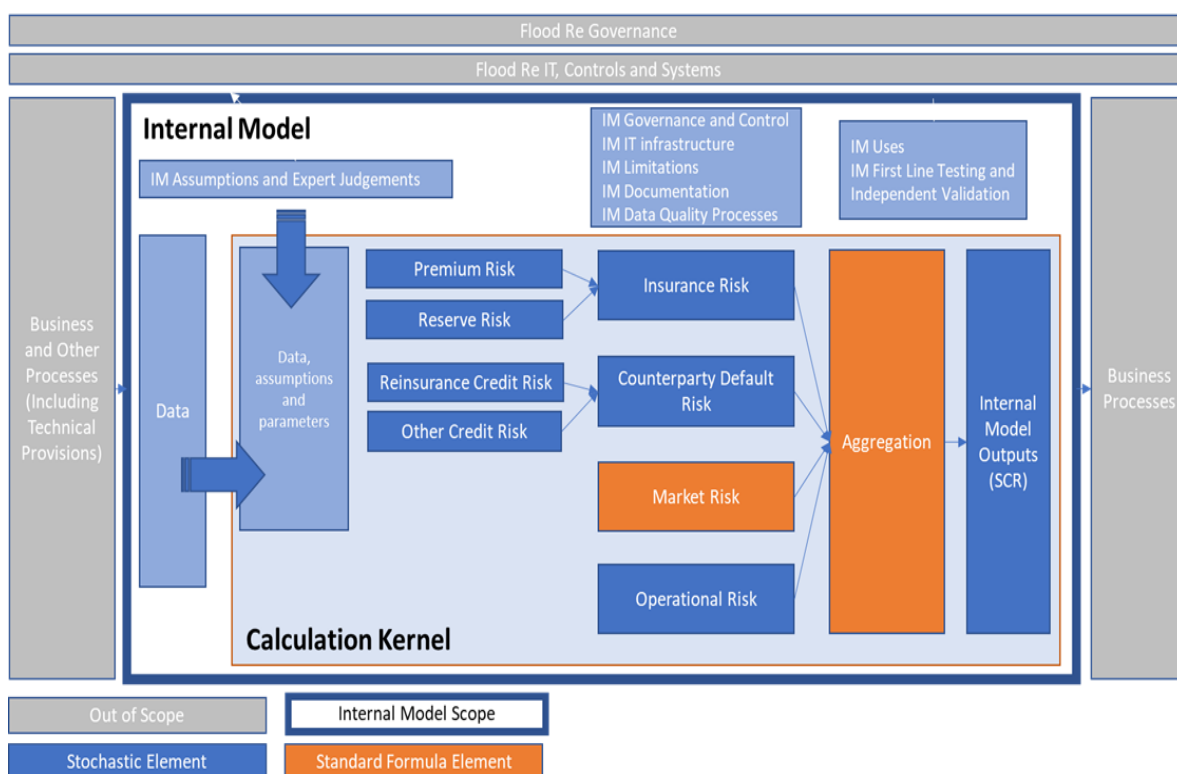 Flood Re Governance
Flood Re IT, Controls and Systems
Internal Model
IM Assumptions and Expert Judgements
IM Governance and Control
IM IT infrastructure
IM Limitations
IM Documentation
IM Data Quality Processes
IM Uses
IM First Line Testing and
Independent Validation
Business
and Other
Processes
(Including
Technical
Provisions)
Data
Data,
assumptions
and
parameters
Premium Risk
Reserve Risk
Reinsurance Credit Risk
Other Credit Risk
Insurance Risk
Counterparty Default
Risk
Market Risk
Operational Risk
Aggregation
Internal
Model
Outputs
(SCR)
Business
Processes
Calculation Kernel
Out of Scope
Internal Model Scope
Stochastic Element
Standard Formula Element